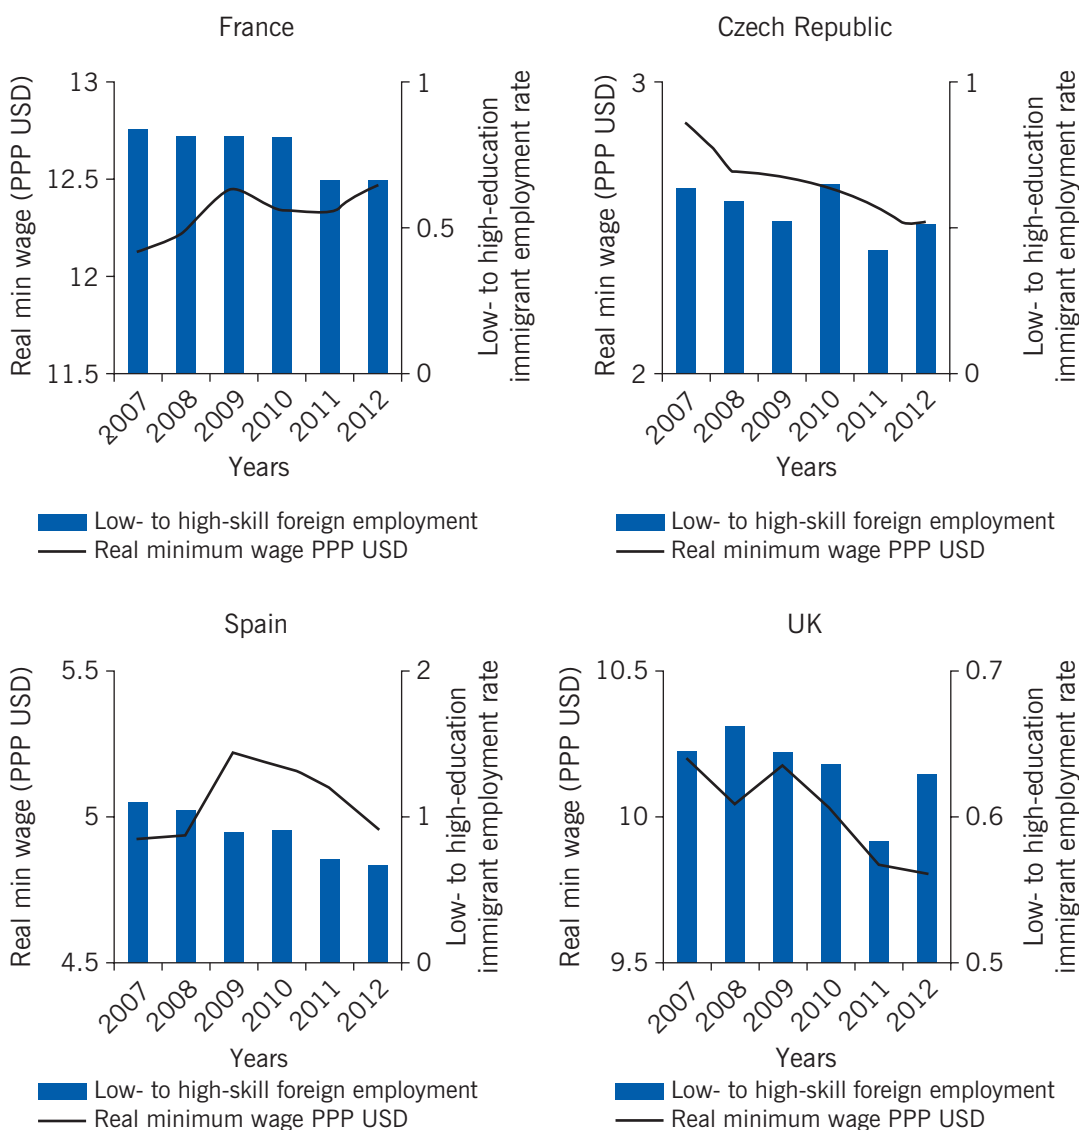 France
Real min wage (PPP USD)
13
12.5
12
11.5
1
0.5
0
Low- to high-education
immigrant employment rate
2007 2008 2009 2010 2011 2012
Years
Low- to high-skill foreign employment
Real minimum wage PPP USD
Czech Republic
Real min wage (PPP USD)
3
2
1
0.5
0
Low- to high-education
immigrant employment rate
2007 2008 2009 2010 2011 2012
Years
Low- to high-skill foreign employment
Real minimum wage PPP USD
Spain
Real min wage (PPP USD)
5.5
5
4.5
2
1
0
Low- to high-education
immigrant employment rate
2007 2008 2009 2010 2011 2012
Years
Low- to high-skill foreign employment
Real minimum wage PPP USD
UK
Real min wage (PPP USD)
10.5
10
9.5
0.7
0.6
0.5
Low- to high-education
immigrant employment rate
2007 2008 2009 2010 2011 2012
Years
Low- to high-skill foreign employment
Real minimum wage PPP USD